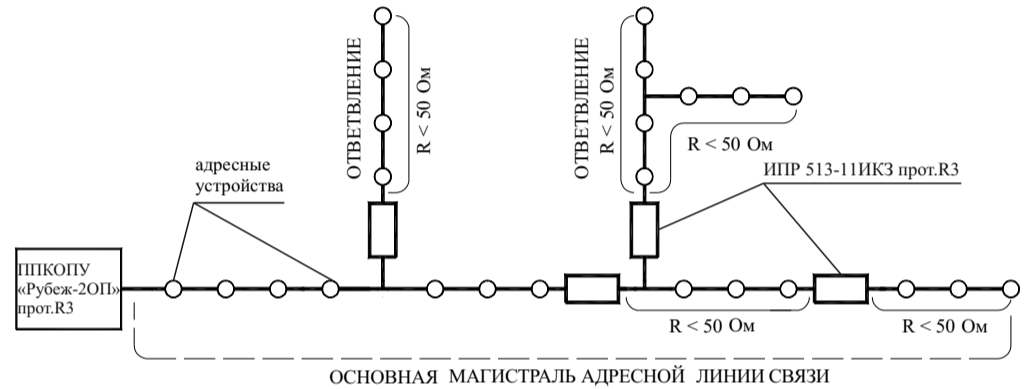 ОТВЕТВЛЕНИЕ
R < 50 Ом
ОТВЕТВЛЕНИЕ
R < 50 Ом
R < 50 Ом
адресные
устройства
ИПР 513-11ИКЗ прот.R3
ППКОПУ
«Рубеж-2ОП»
прот.R3
R < 50 Ом
R < 50 Ом
ОСНОВНАЯ МАГИСТРАЛЬ АДРЕСНОЙ ЛИНИИ СВЯЗИ